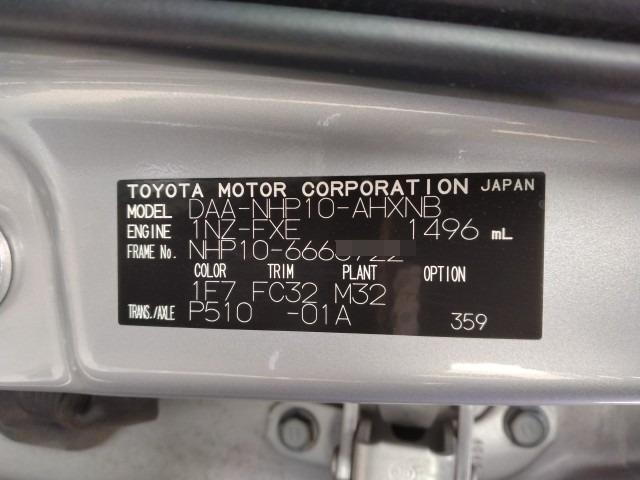 TOYOTA MOTOR CORPORATION JAPAN
MODEL DAA-NHP10-AHXNB
ENGINE 1NZ-FXE 1496 mL
FRAME No.
COLOR TRIM PLANT OPTION
1F7 FC32 M32
TRANS./AXLE P510 -01A 359